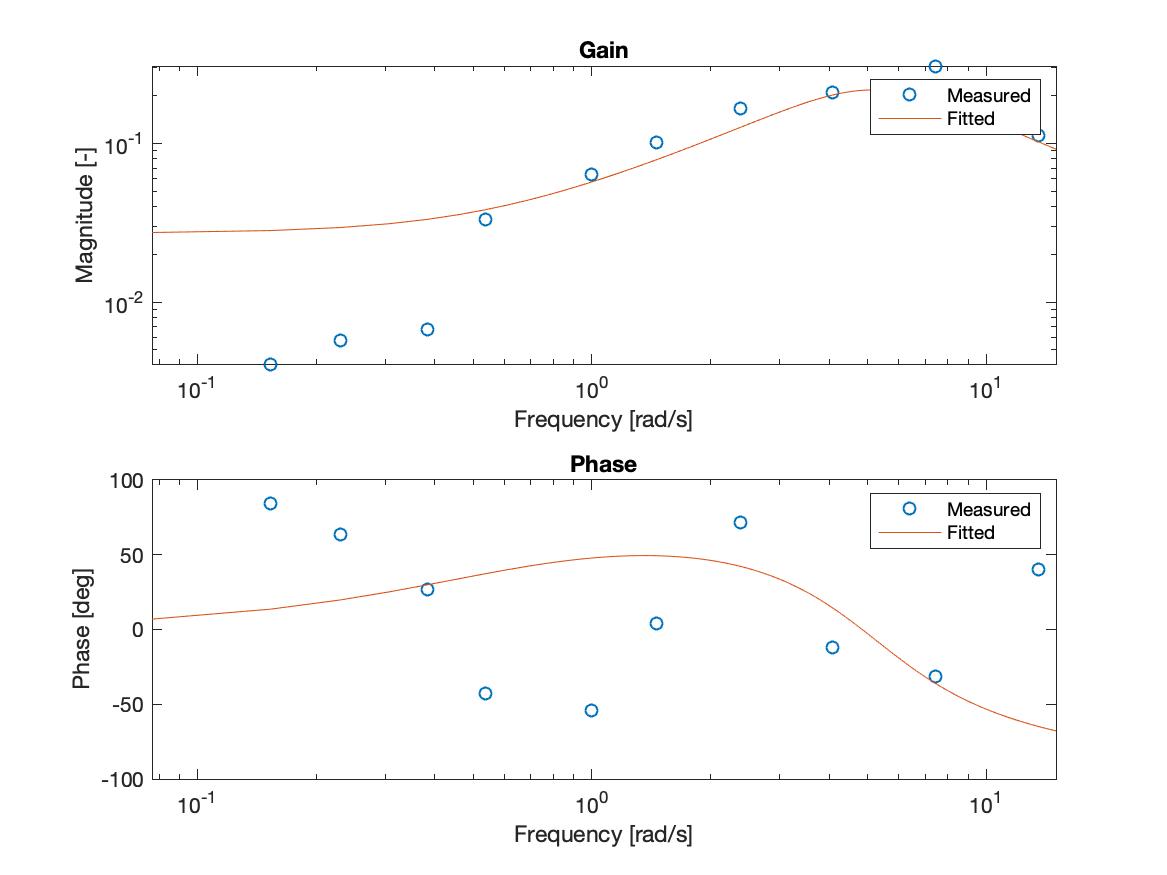 Gain
Measured
Fitted
10^-1
10^-2
Magnitude [-]
10^-1
10^0
10^1
Frequency [rad/s]
Phase
Measured
Fitted
100
50
0
-50
-100
Phase [deg]
10^-1
10^0
10^1
Frequency [rad/s]